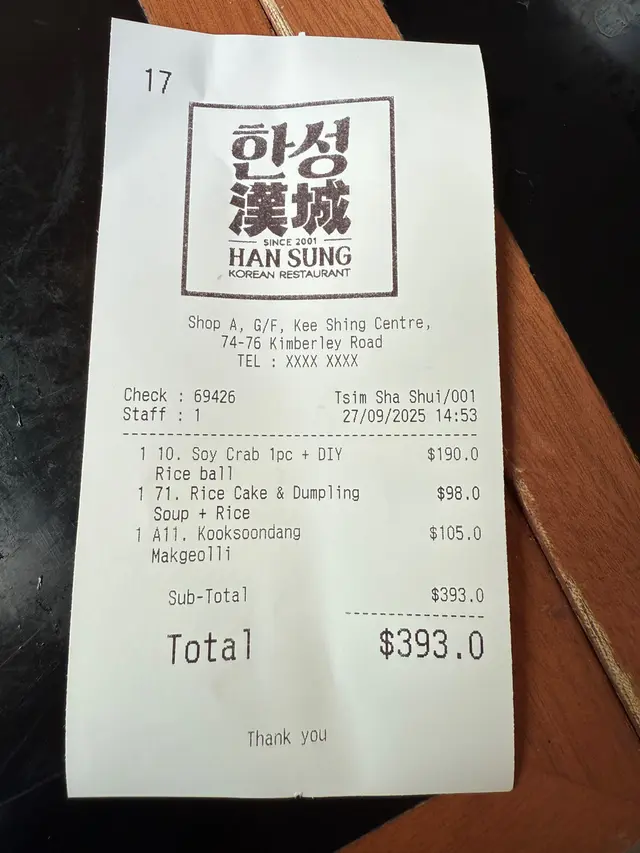 17
한성
漢城
SINCE 2001
HAN SUNG
KOREAN RESTAURANT
Shop A, G/F, Kee Shing Centre,
74-76 Kimberley Road
TEL : XXXX XXXX
Check : 69426 Tsim Sha Shui/001
Staff : 1 27/09/2025 14:53
1 10. Soy Crab 1pc + DIY $190.0
Rice ball
1 71. Rice Cake & Dumpling $98.0
Soup + Rice
1 A11. Kooksoondang $105.0
Makgeolli
Sub-Total $393.0
Total $393.0
Thank you